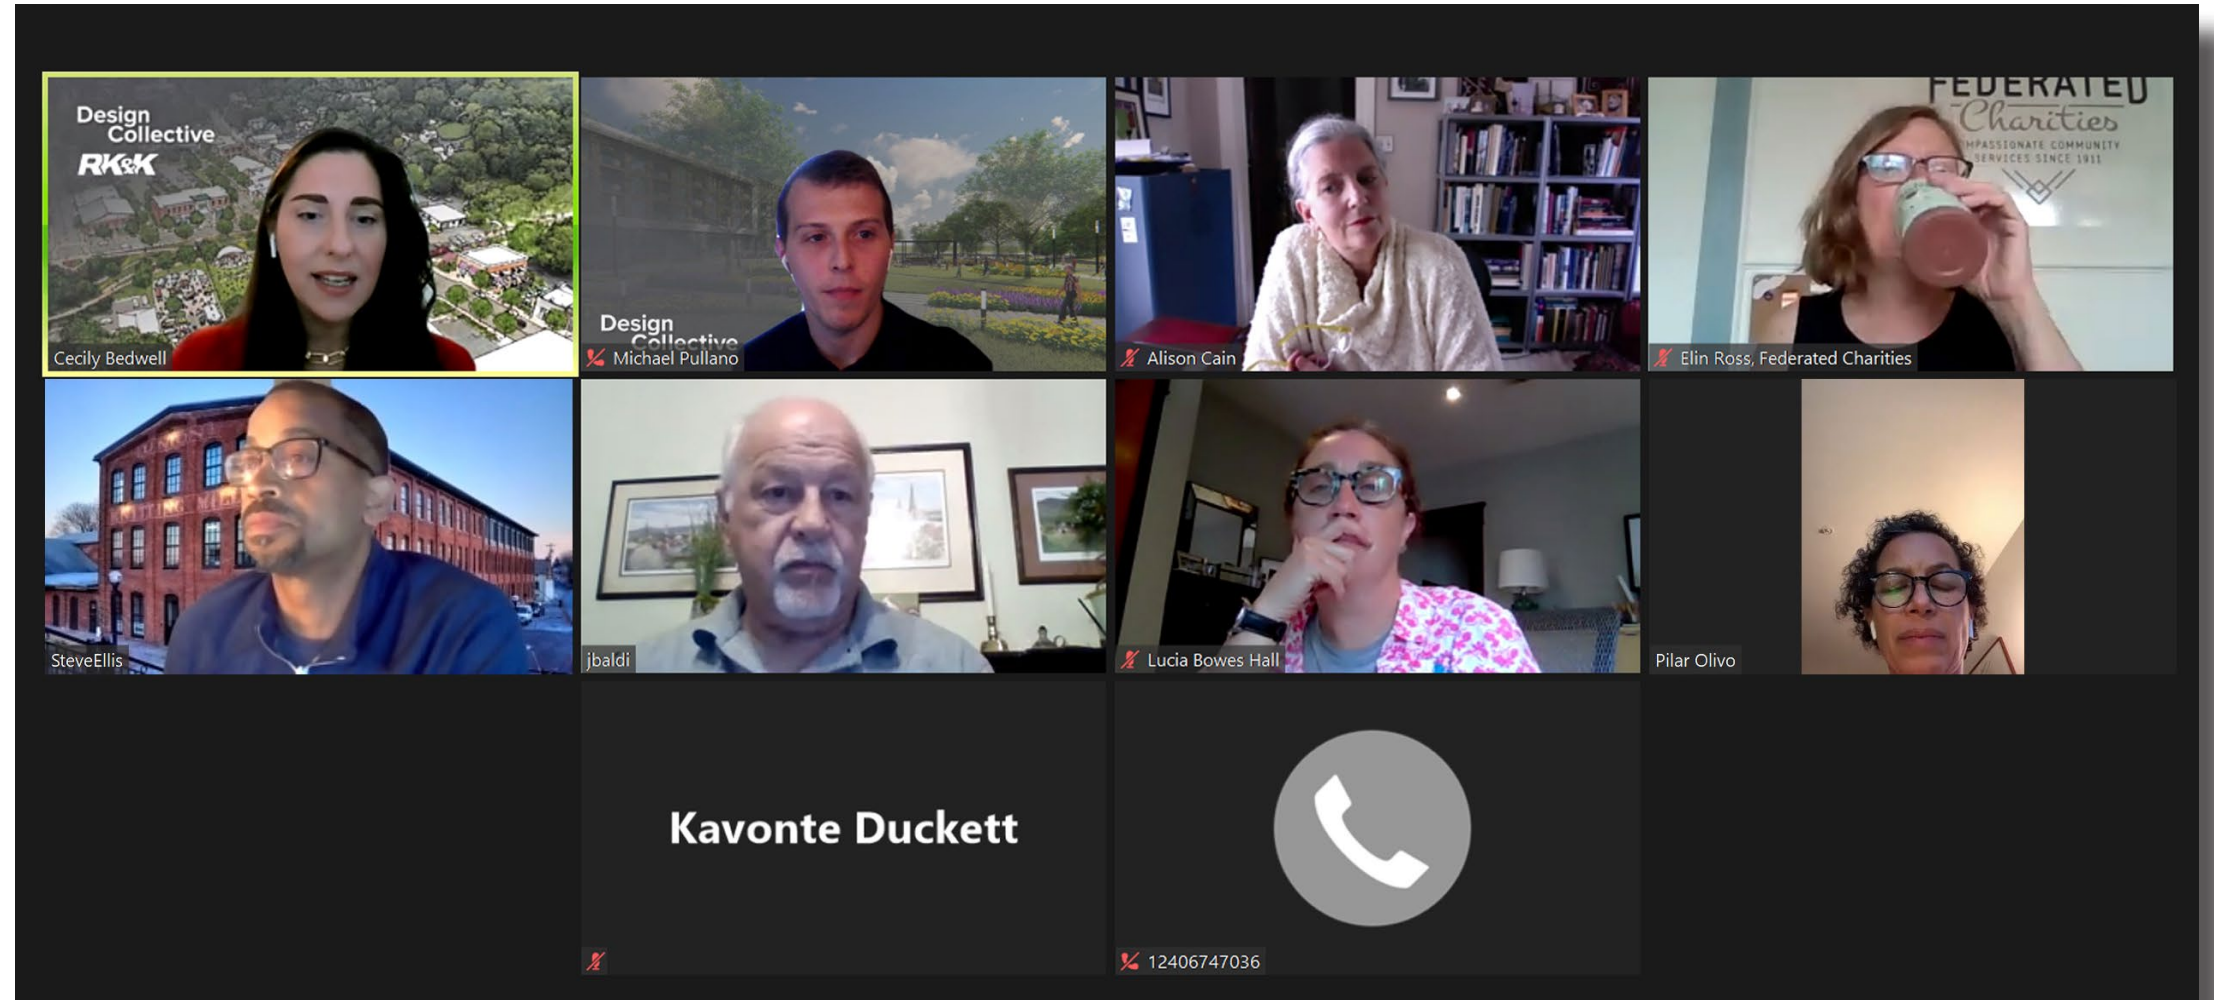 Design
Collective
RK&K
Cecily Bedwell
Design
Collective
Michael Pullano
Alison Cain
FEDERATED
Charities
MPASSIONATE COMMUNITY
SERVICES SINCE 1911
Elin Ross, Federated Charities
SteveEllis
jbaldi
Lucia Bowes Hall
Pilar Olivo
Kavonte Duckett
12406747036